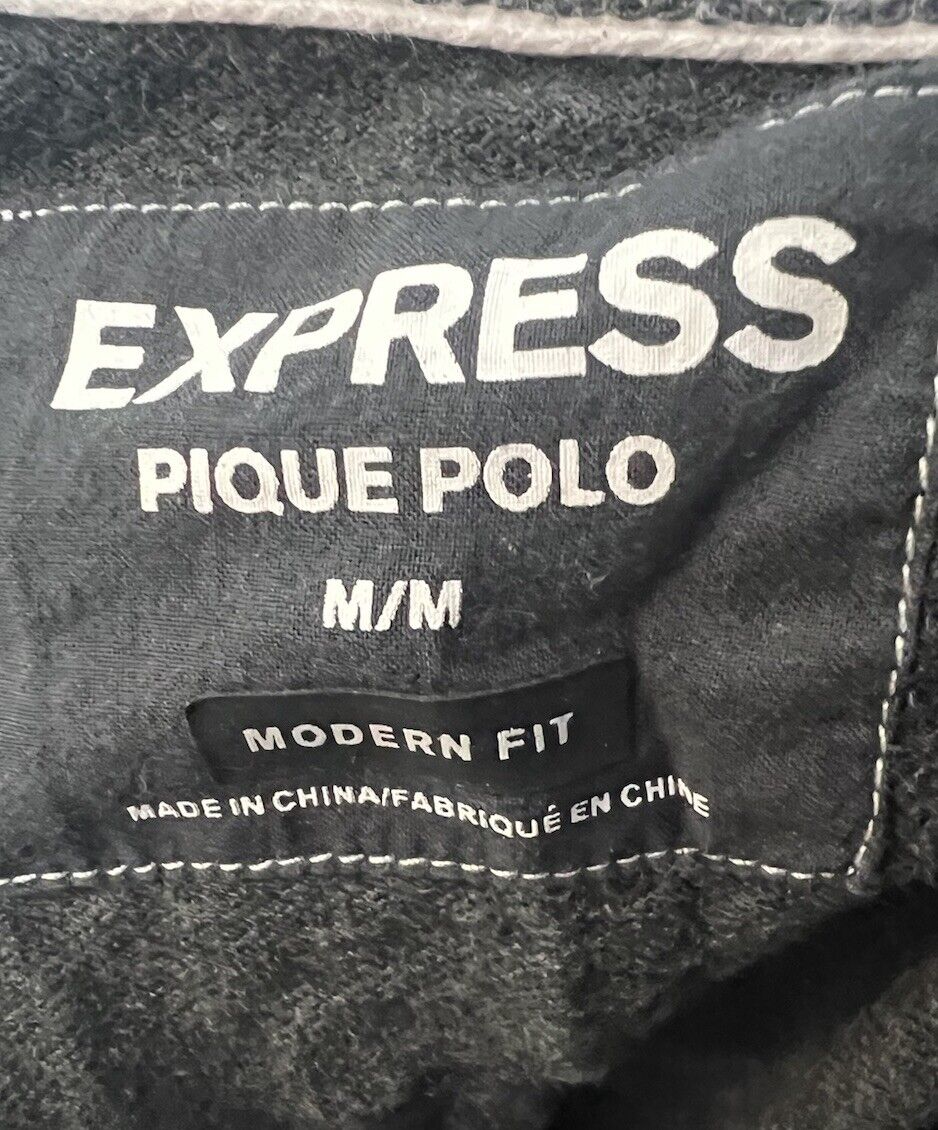 EXPRESS
PIQUE POLO
M/M
MODERN FIT
MADE IN CHINA/FABRIQUÉ EN CHINE